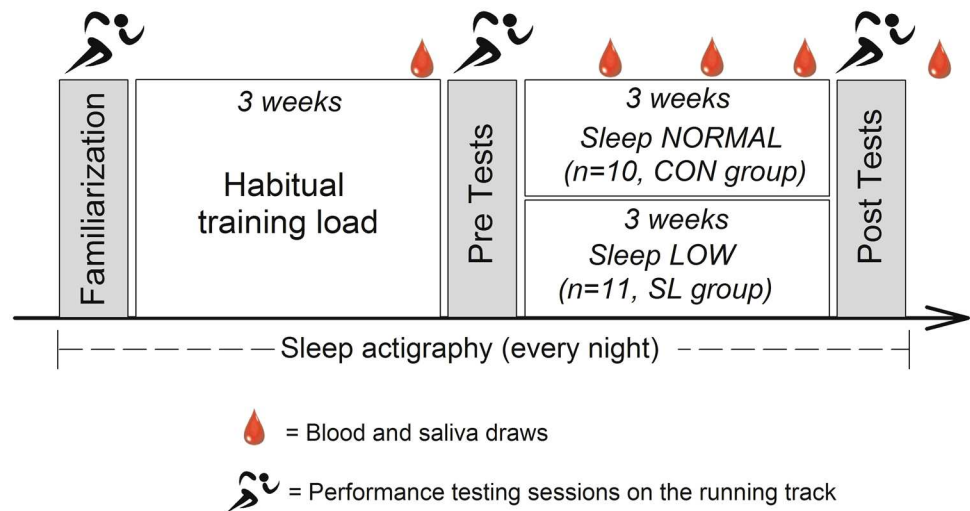 Familiarization
3 weeks
Habitual
training load
Pre Tests
3 weeks
Sleep NORMAL
(n=10, CON group)
3 weeks
Sleep LOW
(n=11, SL group)
Post Tests
Sleep actigraphy (every night)
= Blood and saliva draws
= Performance testing sessions on the running track